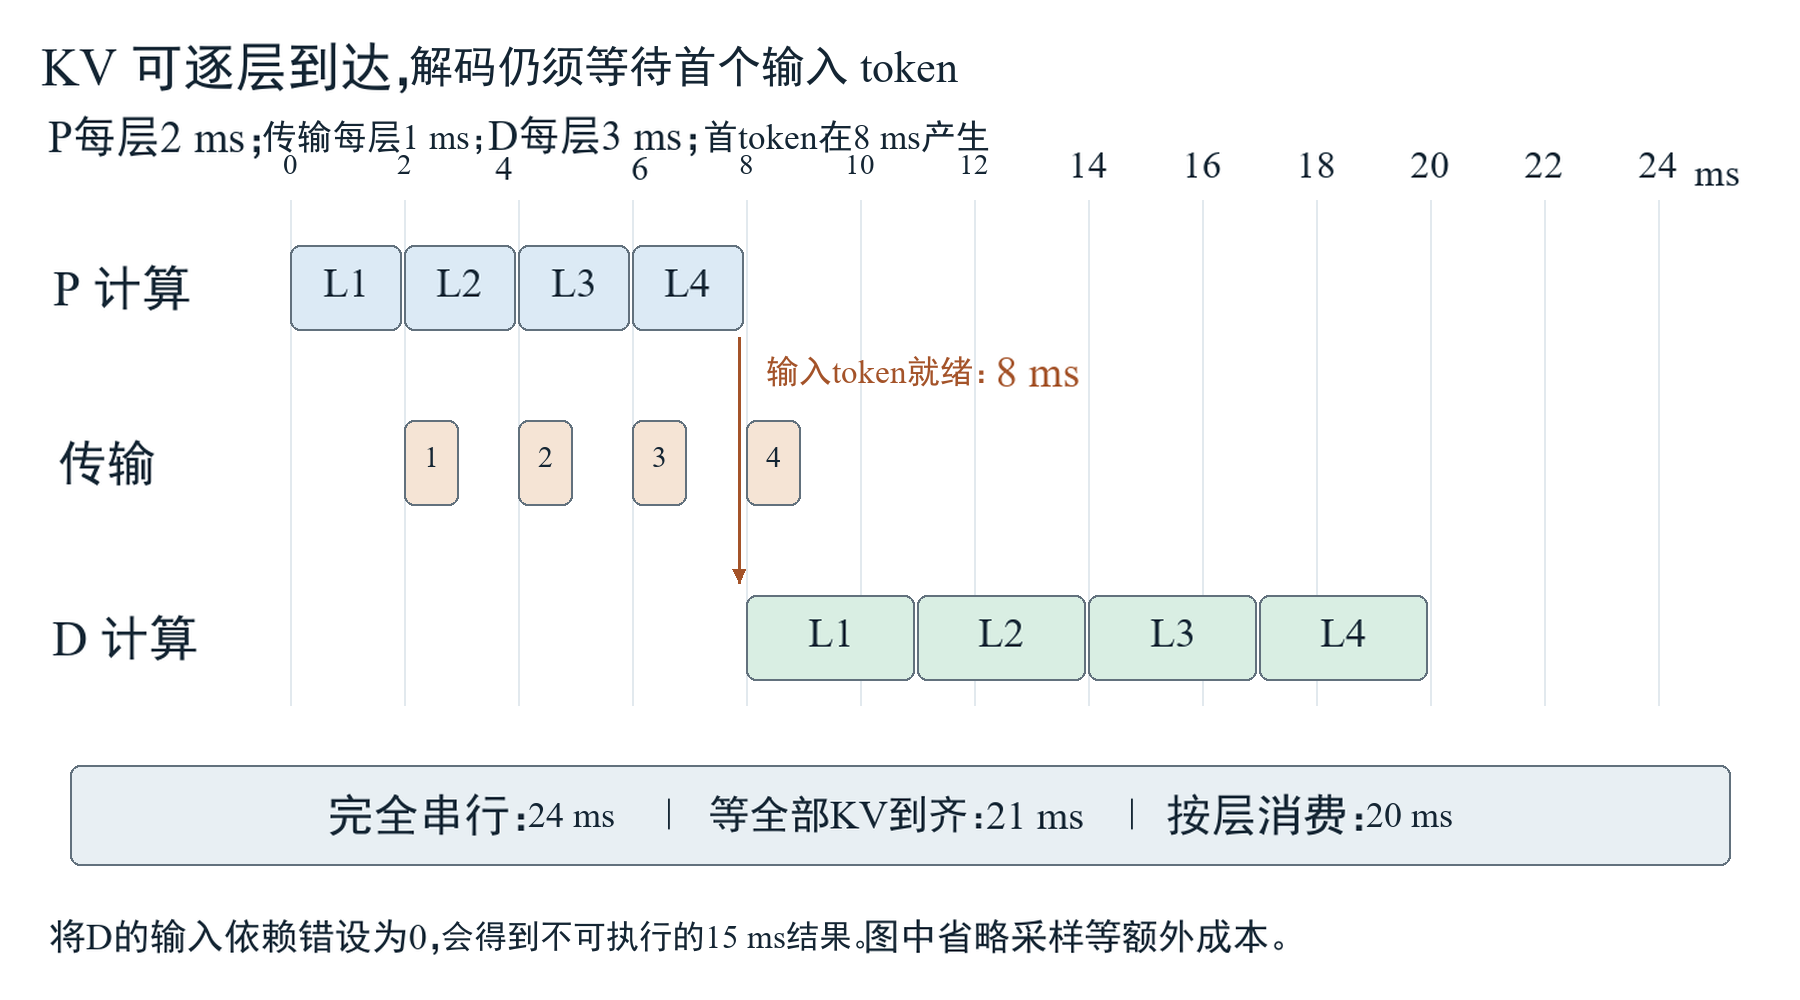 KV 可逐层到达,解码仍须等待首个输入 token
P每层2 ms;传输每层1 ms;D每层3 ms;首token在8 ms产生
0 2 4 6 8 10 12 14 16 18 20 22 24 ms
P 计算 L1 L2 L3 L4
输入token就绪: 8 ms
传输 1 2 3 4
D 计算 L1 L2 L3 L4
完全串行:24 ms | 等全部KV到齐:21 ms | 按层消费:20 ms
将D的输入依赖错设为0,会得到不可执行的15 ms结果。图中省略采样等额外成本。